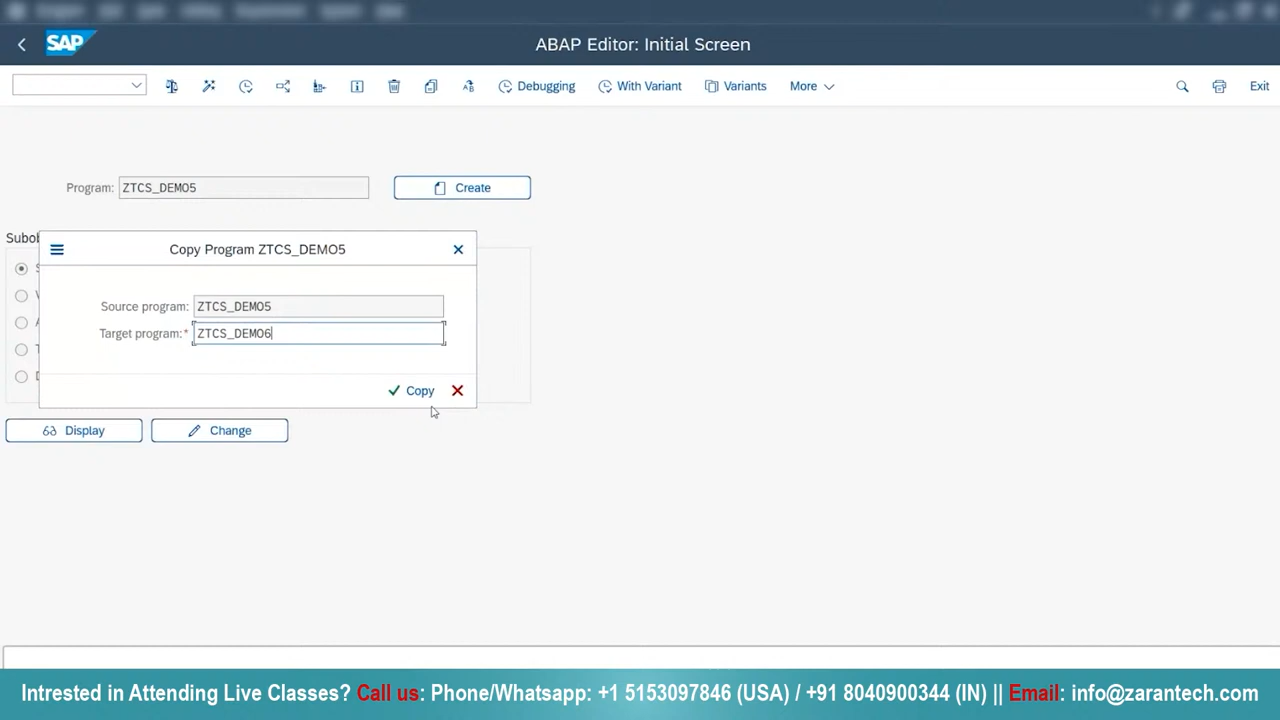 SAP
ABAP Editor: Initial Screen
Debugging
With Variant
Variants
More
Exit
Program:
ZTCS_DEMO5
Create
Copy Program ZTCS_DEMO5
Source program:
ZTCS_DEMO5
Target program:*
ZTCS_DEMO6
Copy
Display
Change
Intrested in Attending Live Classes? Call us: Phone/Whatsapp: +1 5153097846 (USA) / +91 8040900344 (IN) || Email: info@zarantech.com